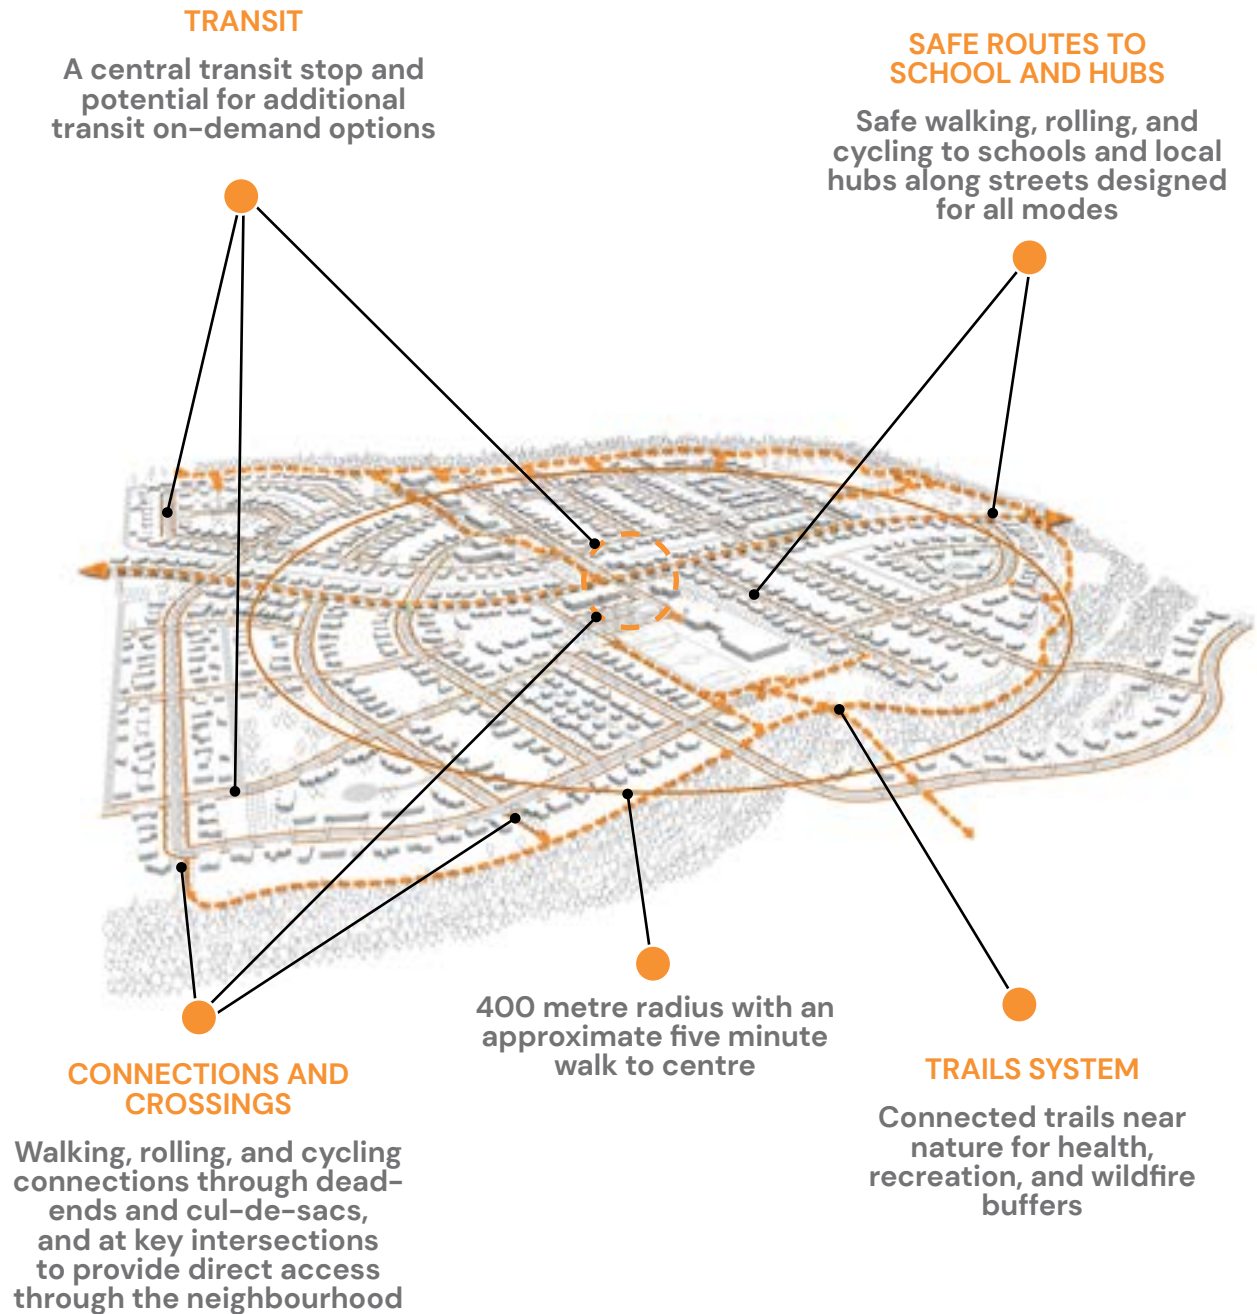 TRANSIT
A central transit stop and
potential for additional
transit on-demand options
SAFE ROUTES TO
SCHOOL AND HUBS
Safe walking, rolling, and
cycling to schools and local
hubs along streets designed
for all modes
400 metre radius with an
approximate five minute
walk to centre
CONNECTIONS AND
CROSSINGS
Walking, rolling, and cycling
connections through dead-
ends and cul-de-sacs,
and at key intersections
to provide direct access
through the neighbourhood
TRAILS SYSTEM
Connected trails near
nature for health,
recreation, and wildfire
buffers